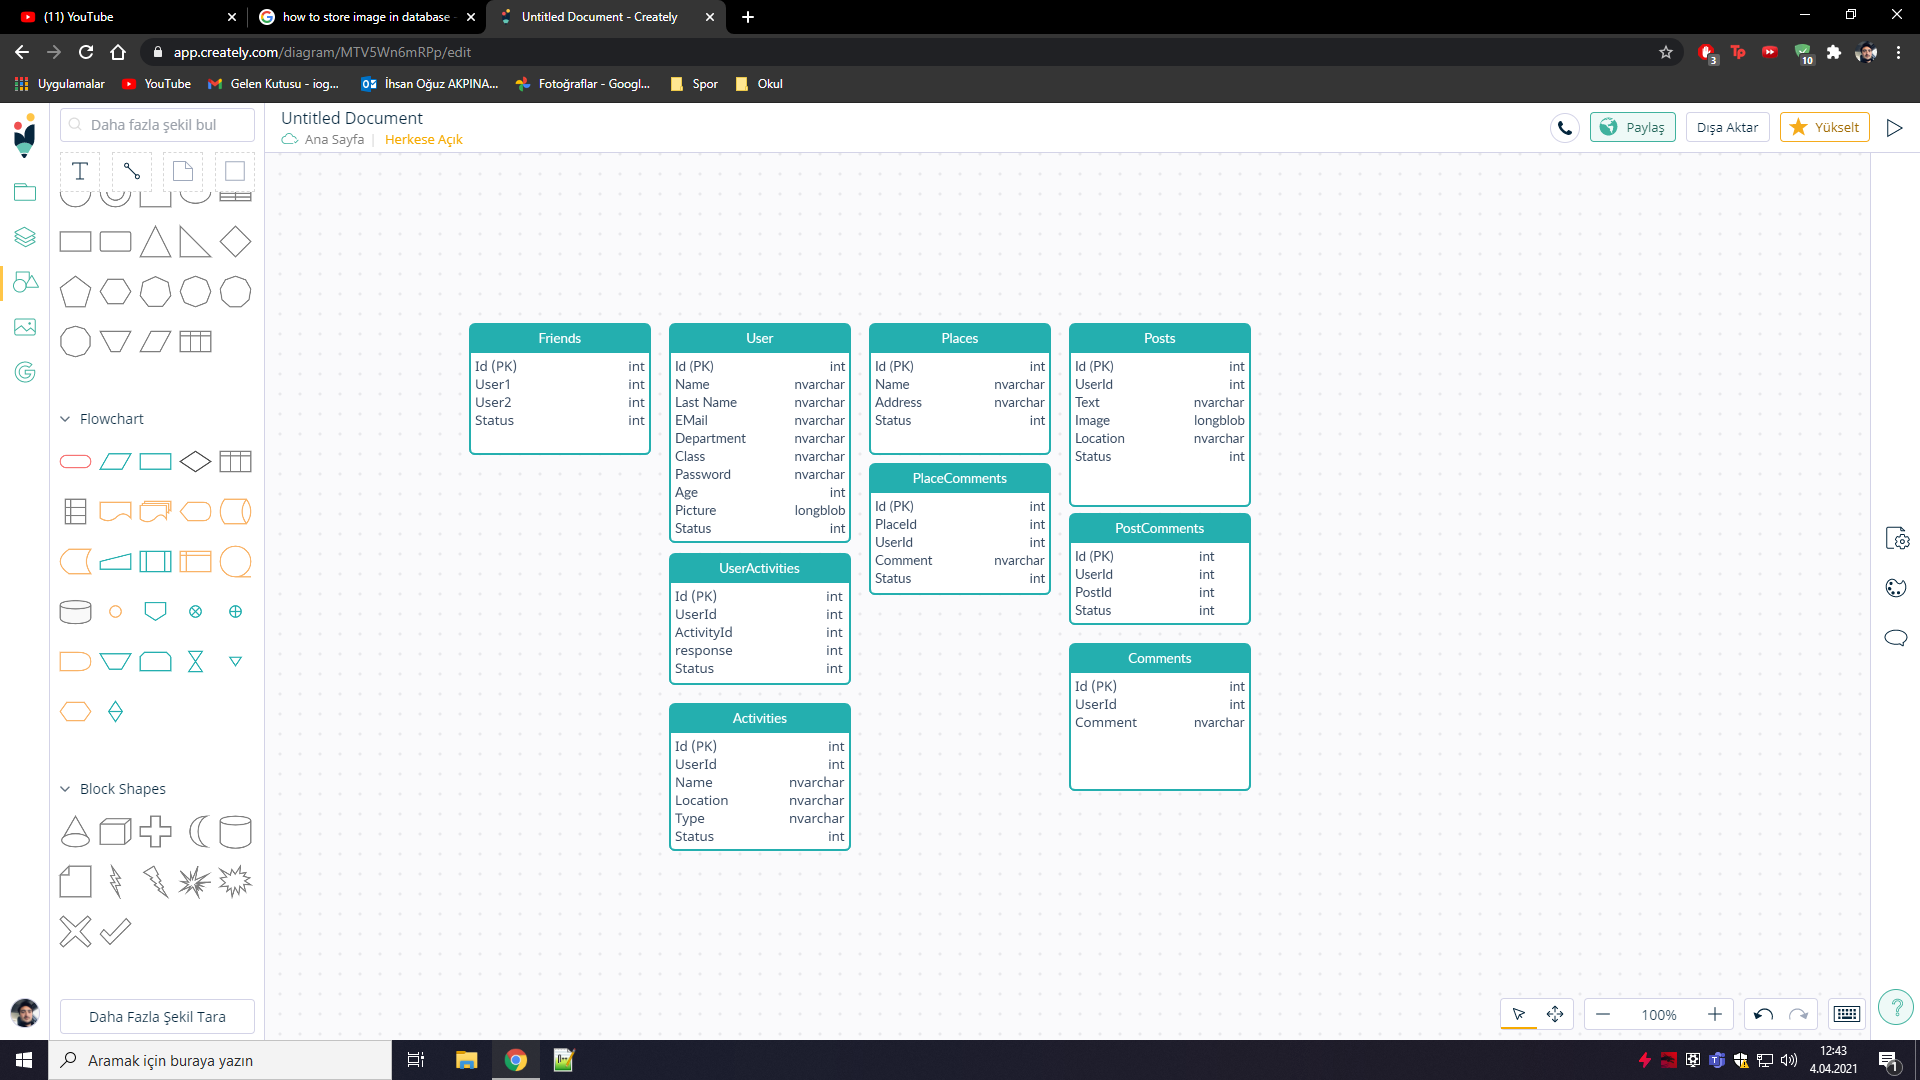 (11) YouTube
how to store image in database -
Untitled Document - Creately
app.creately.com/diagram/MTV5Wn6mRPp/edit
3
Tp
10
Uygulamalar
YouTube
Gelen Kutusu - iog...
İhsan Oğuz AKPINA...
Fotoğraflar - Googl...
Spor
Okul
Daha fazla şekil bul
Untitled Document
Ana Sayfa | Herkese Açık
Paylaş
Dışa Aktar
Yükselt
T
Flowchart
Block Shapes
Daha Fazla Şekil Tara
Friends
Id (PK) int
User1 int
User2 int
Status int
User
Id (PK) int
Name nvarchar
Last Name nvarchar
EMail nvarchar
Department nvarchar
Class nvarchar
Password nvarchar
Age int
Picture longblob
Status int
UserActivities
Id (PK) int
UserId int
ActivityId int
response int
Status int
Activities
Id (PK) int
UserId int
Name nvarchar
Location nvarchar
Type nvarchar
Status int
Places
Id (PK) int
Name nvarchar
Address nvarchar
Status int
PlaceComments
Id (PK) int
PlaceId int
UserId int
Comment nvarchar
Status int
Posts
Id (PK) int
UserId int
Text nvarchar
Image longblob
Location nvarchar
Status int
PostComments
Id (PK) int
UserId int
PostId int
Status int
Comments
Id (PK) int
UserId int
Comment nvarchar
100%
?
Aramak için buraya yazın
12:43
4.04.2021
1